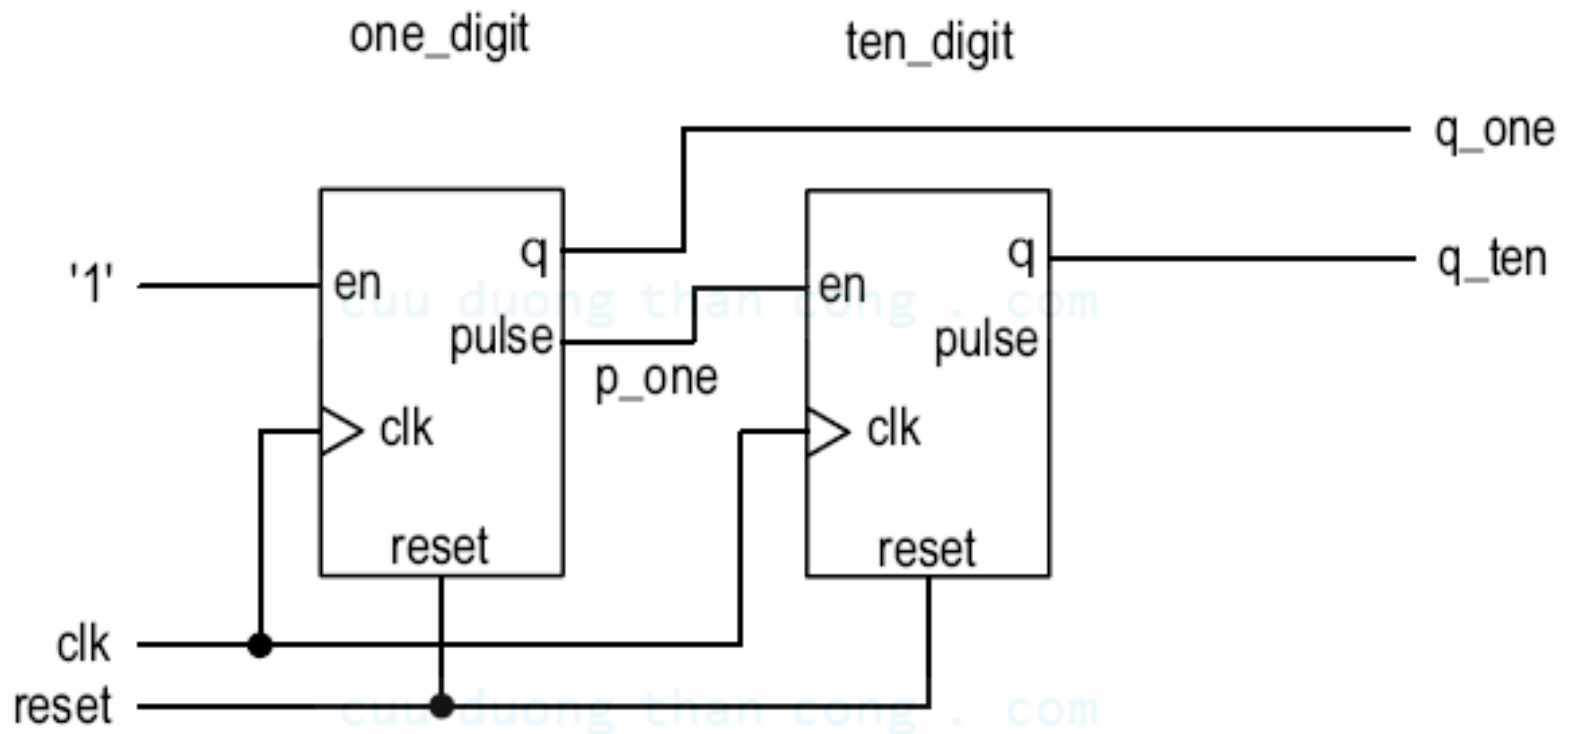 one_digit
ten_digit
q_one
q
q
q_ten
'1'
en
en
cuu duong than cong . com
pulse
pulse
p_one
clk
clk
reset
reset
clk
reset
cuu duong than cong . com